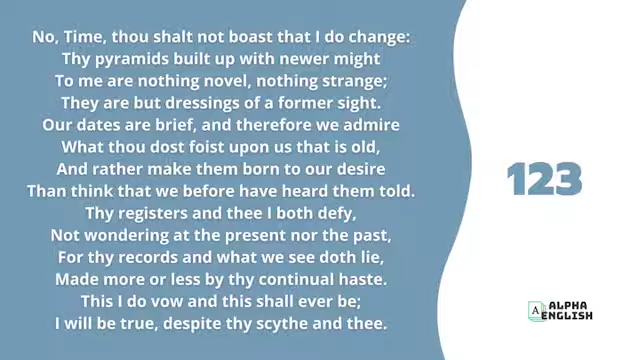 No, Time, thou shalt not boast that I do change:
Thy pyramids built up with newer might
To me are nothing novel, nothing strange;
They are but dressings of a former sight.
Our dates are brief, and therefore we admire
What thou dost foist upon us that is old,
And rather make them born to our desire
Than think that we before have heard them told.
Thy registers and thee I both defy,
Not wondering at the present nor the past,
For thy records and what we see doth lie,
Made more or less by thy continual haste.
This I do vow and this shall ever be;
I will be true, despite thy scythe and thee.
123
A ALPHA
ENGLISH